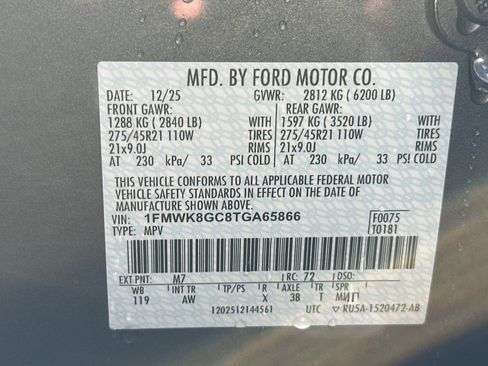 MFD. BY FORD MOTOR CO.
DATE: 12/25 GVWR: 2812 KG ( 6200 LB)
FRONT GAWR: REAR GAWR:
1288 KG ( 2840 LB) WITH 1597 KG ( 3520 LB) WITH
275/45R21 110W TIRES 275/45R21 110W TIRES
21x9.0J RIMS 21x9.0J RIMS
AT 230 kPa/ 33 PSI COLD AT 230 kPa/ 33 PSI COLD
THIS VEHICLE CONFORMS TO ALL APPLICABLE FEDERAL MOTOR
VEHICLE SAFETY STANDARDS IN EFFECT ON THE DATE OF
MANUFACTURE SHOWN ABOVE.
VIN: 1FMWK8GC8TGA65866 F0075
TYPE: MPV T0181
EXT PNT: M7 RC: 72 DSO:
WB INT TR TP/PS R AXLE TR SPR
119 AW X 38 T
1202512144561 UTC ▽ RU5A-1520472-AB